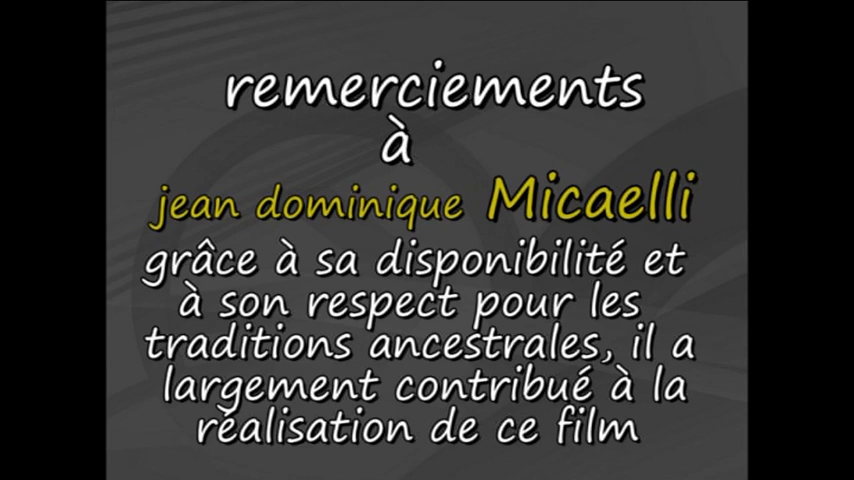 remerciements
à
jean dominique Micaelli
grâce à sa disponibilité et
à son respect pour les
traditions ancestrales, il a
largement contribué à la
réalisation de ce film